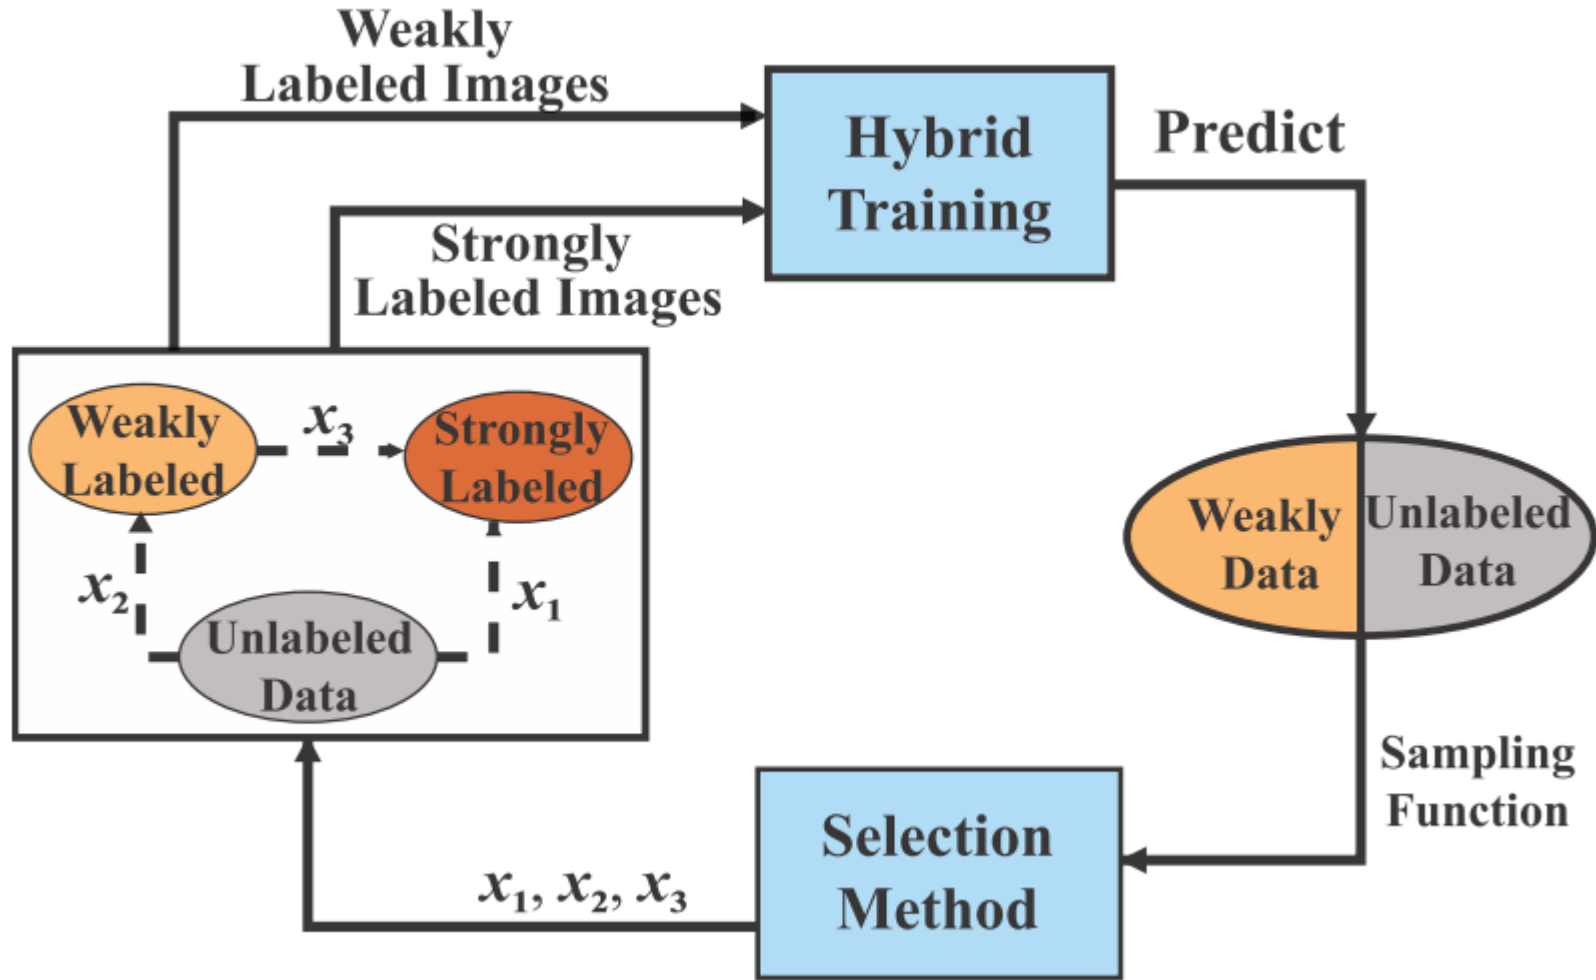 Weakly
Labeled Images
Hybrid
Training
Predict
Strongly
Labeled Images
Weakly
Labeled
x₃
Strongly
Labeled
x₂
x₁
Unlabeled
Data
Weakly
Data
Unlabeled
Data
Sampling
Function
Selection
Method
x₁, x₂, x₃